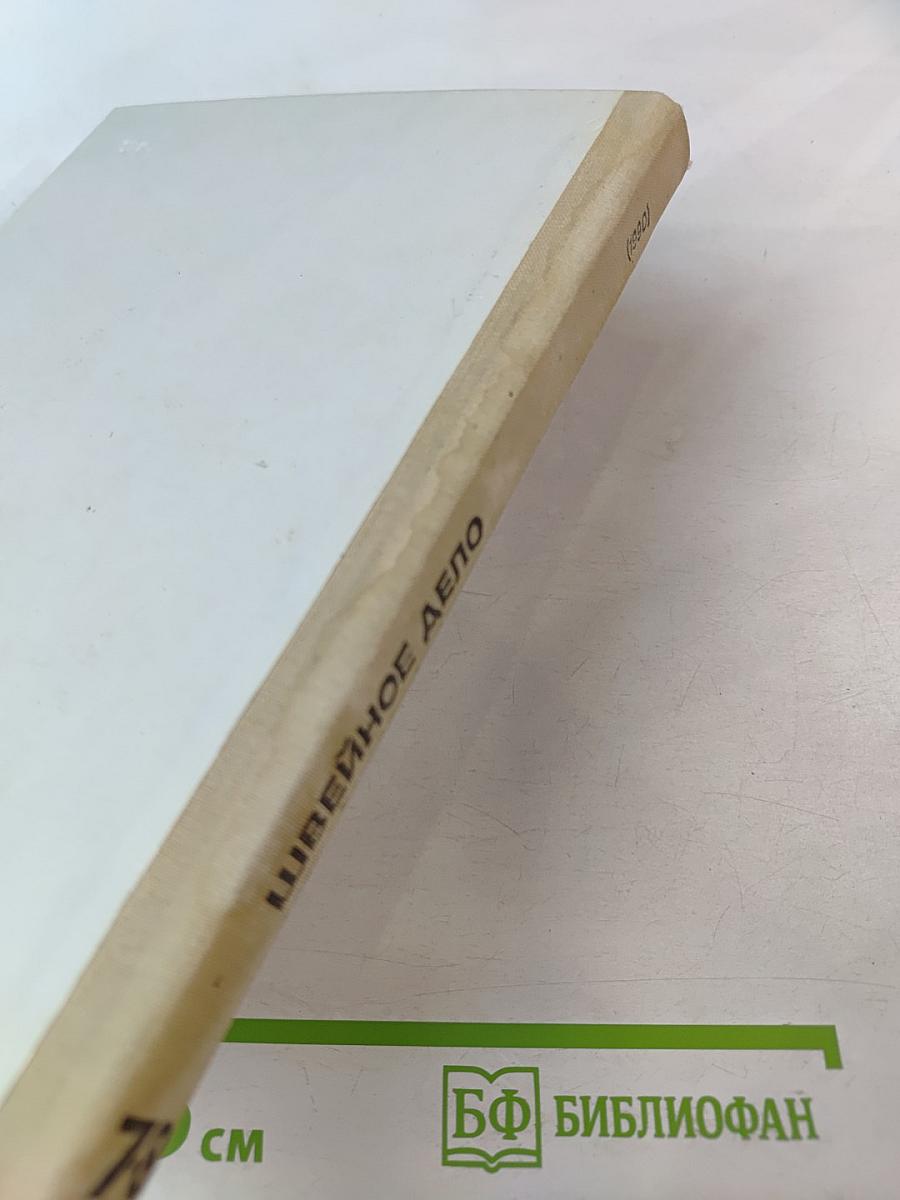 (1990)
ШВЕЙНОЕ ДЕЛО
СМ
БФ БИБЛИОФАН